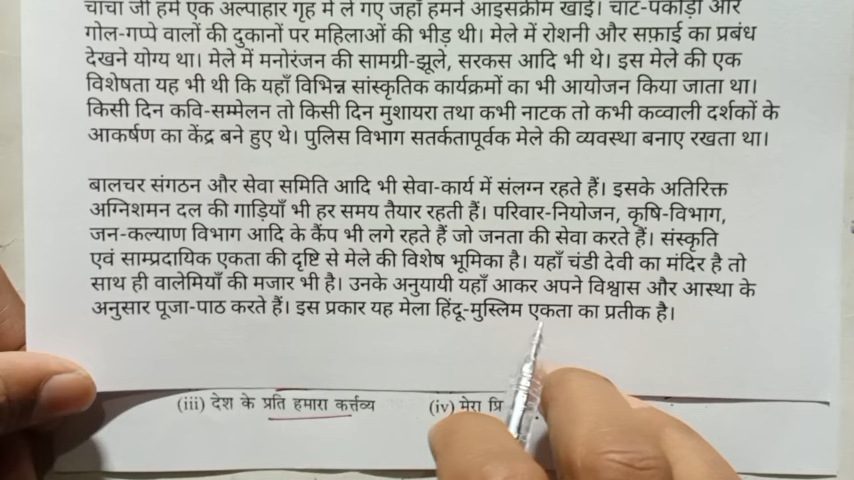 चाचा जी हमें एक अल्पाहार गृह में ले गए जहाँ हमने आइसक्रीम खाई। चाट-पकौड़ी और
गोल-गप्पे वालों की दुकानों पर महिलाओं की भीड़ थी। मेले में रोशनी और सफ़ाई का प्रबंध
देखने योग्य था। मेले में मनोरंजन की सामग्री-झूले, सरकस आदि भी थे। इस मेले की एक
विशेषता यह भी थी कि यहाँ विभिन्न सांस्कृतिक कार्यक्रमों का भी आयोजन किया जाता था।
किसी दिन कवि-सम्मेलन तो किसी दिन मुशायरा तथा कभी नाटक तो कभी कव्वाली दर्शकों के
आकर्षण का केंद्र बने हुए थे। पुलिस विभाग सतर्कतापूर्वक मेले की व्यवस्था बनाए रखता था।
बालचर संगठन और सेवा समिति आदि भी सेवा-कार्य में संलग्न रहते हैं। इसके अतिरिक्त
अग्निशमन दल की गाड़ियाँ भी हर समय तैयार रहती हैं। परिवार-नियोजन, कृषि-विभाग,
जन-कल्याण विभाग आदि के कैंप भी लगे रहते हैं जो जनता की सेवा करते हैं। संस्कृति
एवं साम्प्रदायिक एकता की दृष्टि से मेले की विशेष भूमिका है। यहाँ चंडी देवी का मंदिर है तो
साथ ही वालेमियाँ की मजार भी है। उनके अनुयायी यहाँ आकर अपने विश्वास और आस्था के
अनुसार पूजा-पाठ करते हैं। इस प्रकार यह मेला हिंदू-मुस्लिम एकता का प्रतीक है।
(iii) देश के प्रति हमारा कर्त्तव्य (iv) मेरा प्रि